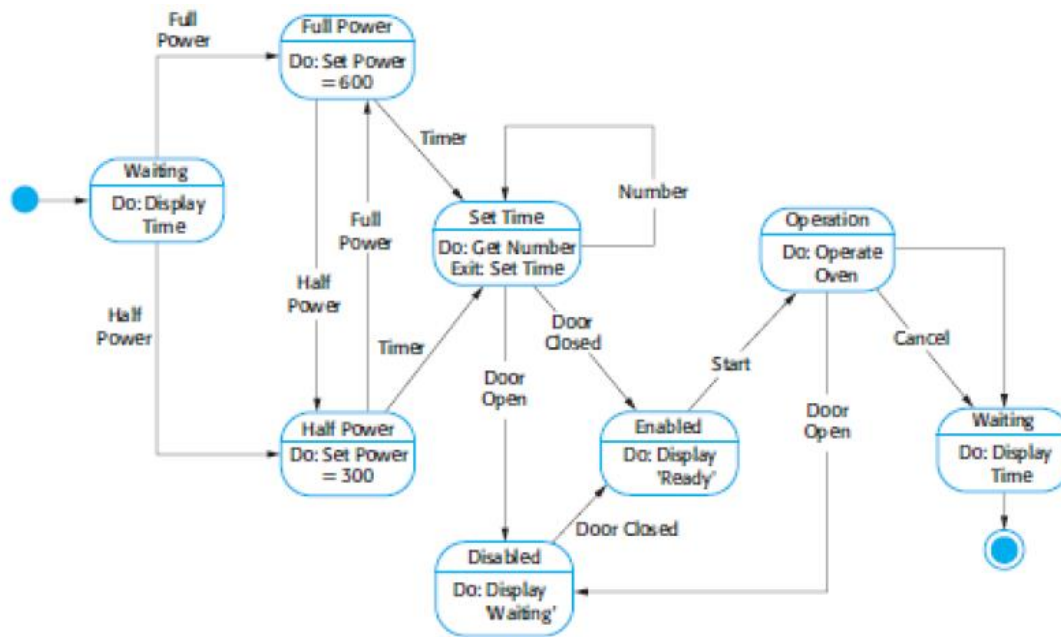 Full
Power
Full Power
Do: Set Power
= 600
Timer
Waiting
Do: Display
Time
Number
Full
Power
Set Time
Do: Get Number
Exit: Set Time
Operation
Do: Operate
Oven
Half
Power
Half
Power
Timer
Door
Closed
Cancel
Start
Door
Open
Door
Open
Half Power
Do: Set Power
= 300
Enabled
Do: Display
'Ready'
Waiting
Do: Display
Time
Door Closed
Disabled
Do: Display
'Waiting'